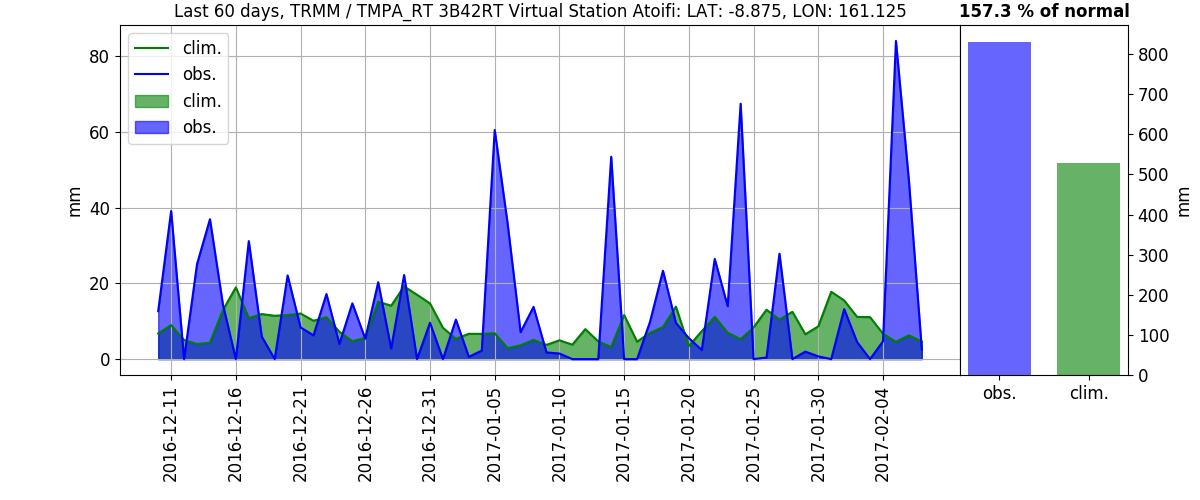 Last 60 days, TRMM / TMPA_RT 3B42RT Virtual Station Atoifi: LAT: -8.875, LON: 161.125
157.3 % of normal
clim.
obs.
clim.
obs.
80
60
40
20
0
mm
2016-12-11
2016-12-16
2016-12-21
2016-12-26
2016-12-31
2017-01-05
2017-01-10
2017-01-15
2017-01-20
2017-01-25
2017-01-30
2017-02-04
800
700
600
500
400
300
200
100
0
mm
obs.
clim.